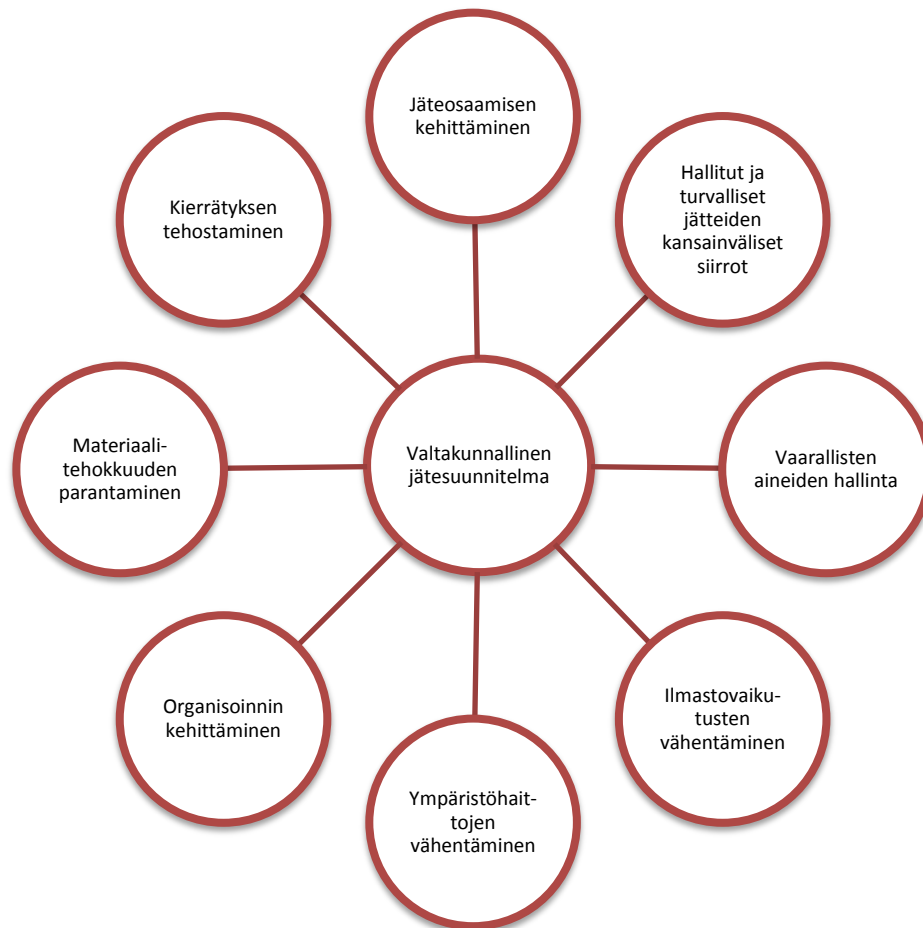 Jäteosaamisen
kehittäminen
Hallitut ja
turvalliset
jätteiden
kansainväliset
siirrot
Kierrätyksen
tehostaminen
Materiaali-
tehokkuuden
parantaminen
Valtakunnallinen
jätesuunnitelma
Vaarallisten
aineiden hallinta
Organisoinnin
kehittäminen
Ilmastovaiku-
tusten
vähentäminen
Ympäristöhait-
tojen
vähentäminen